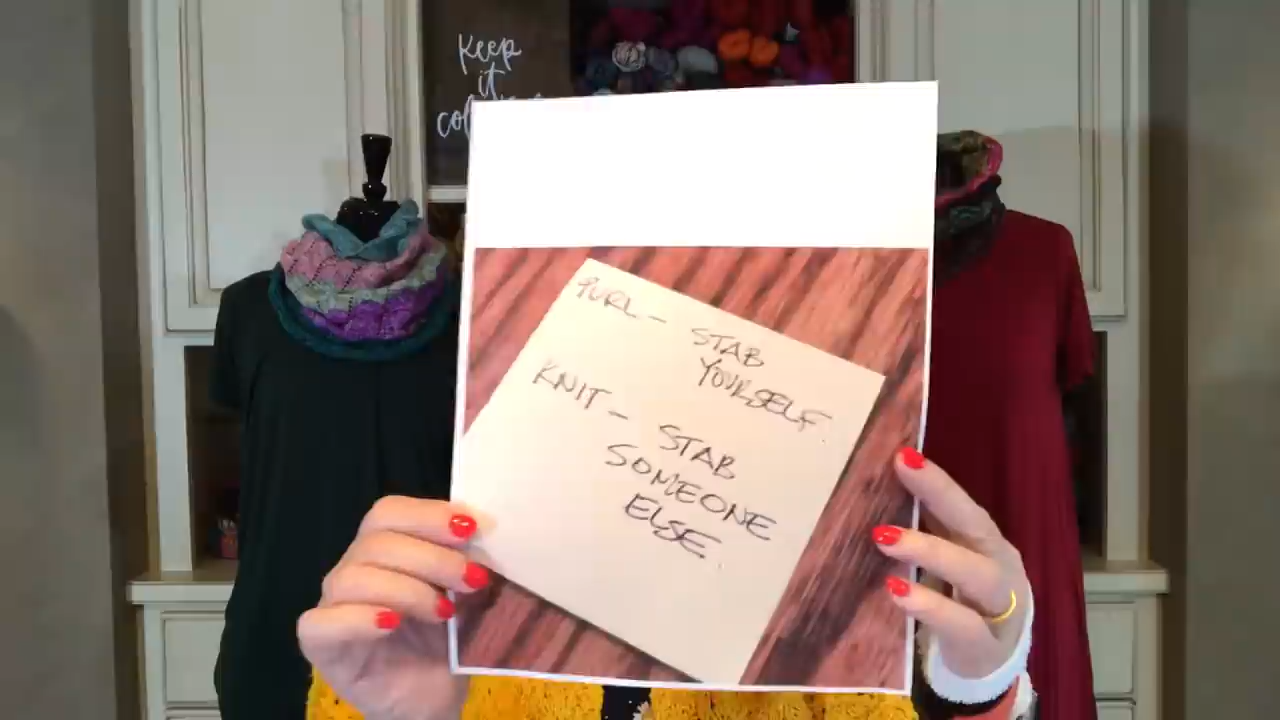 Keep
it
PURL - STAB
YOURSELF.
KNIT - STAB
SOMEONE
ELSE.